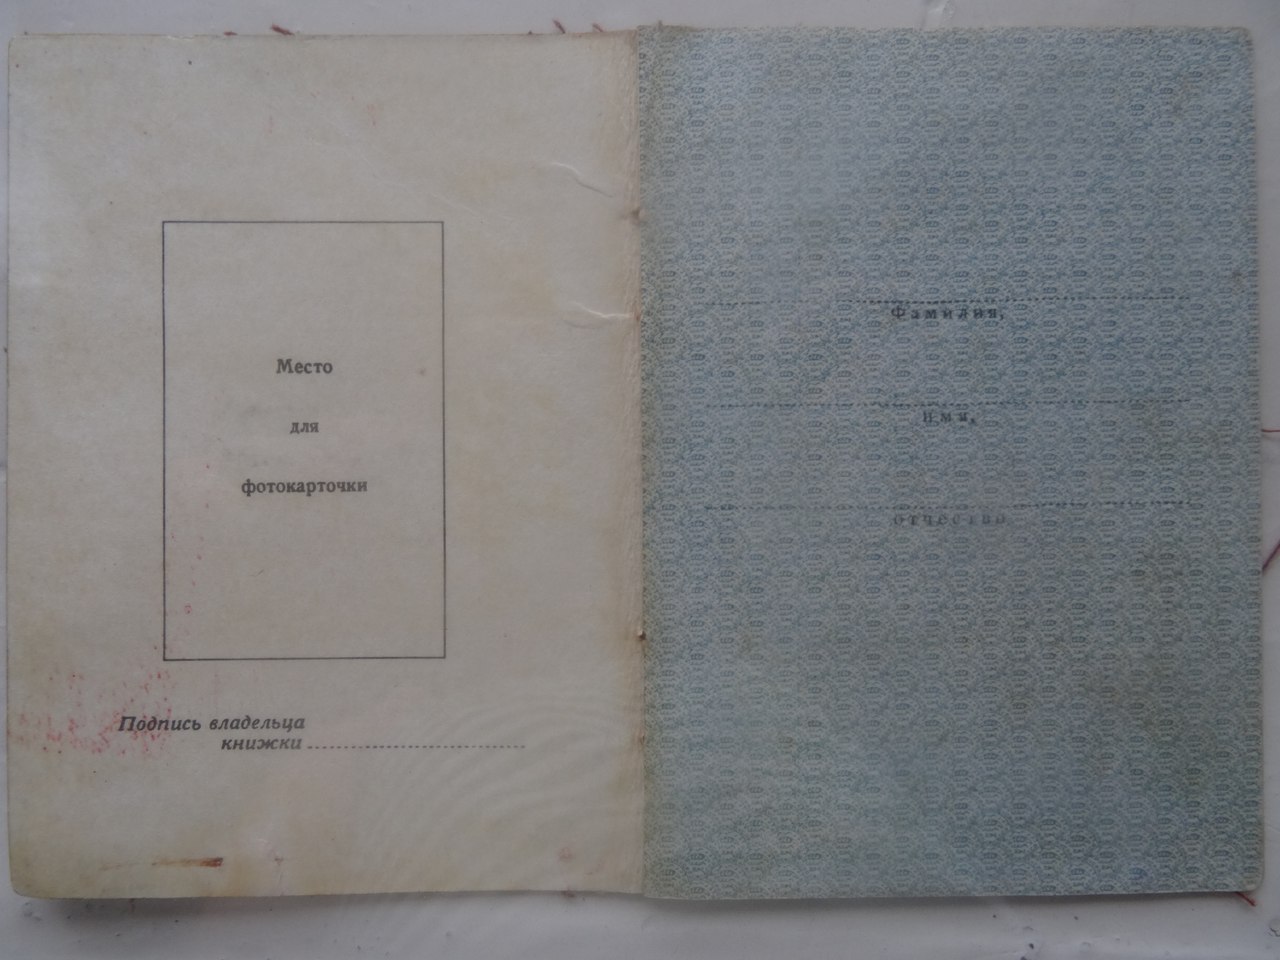 Место
для
фотокарточки
Подпись владельца
книжки
Фамилия,
имя,
отчество